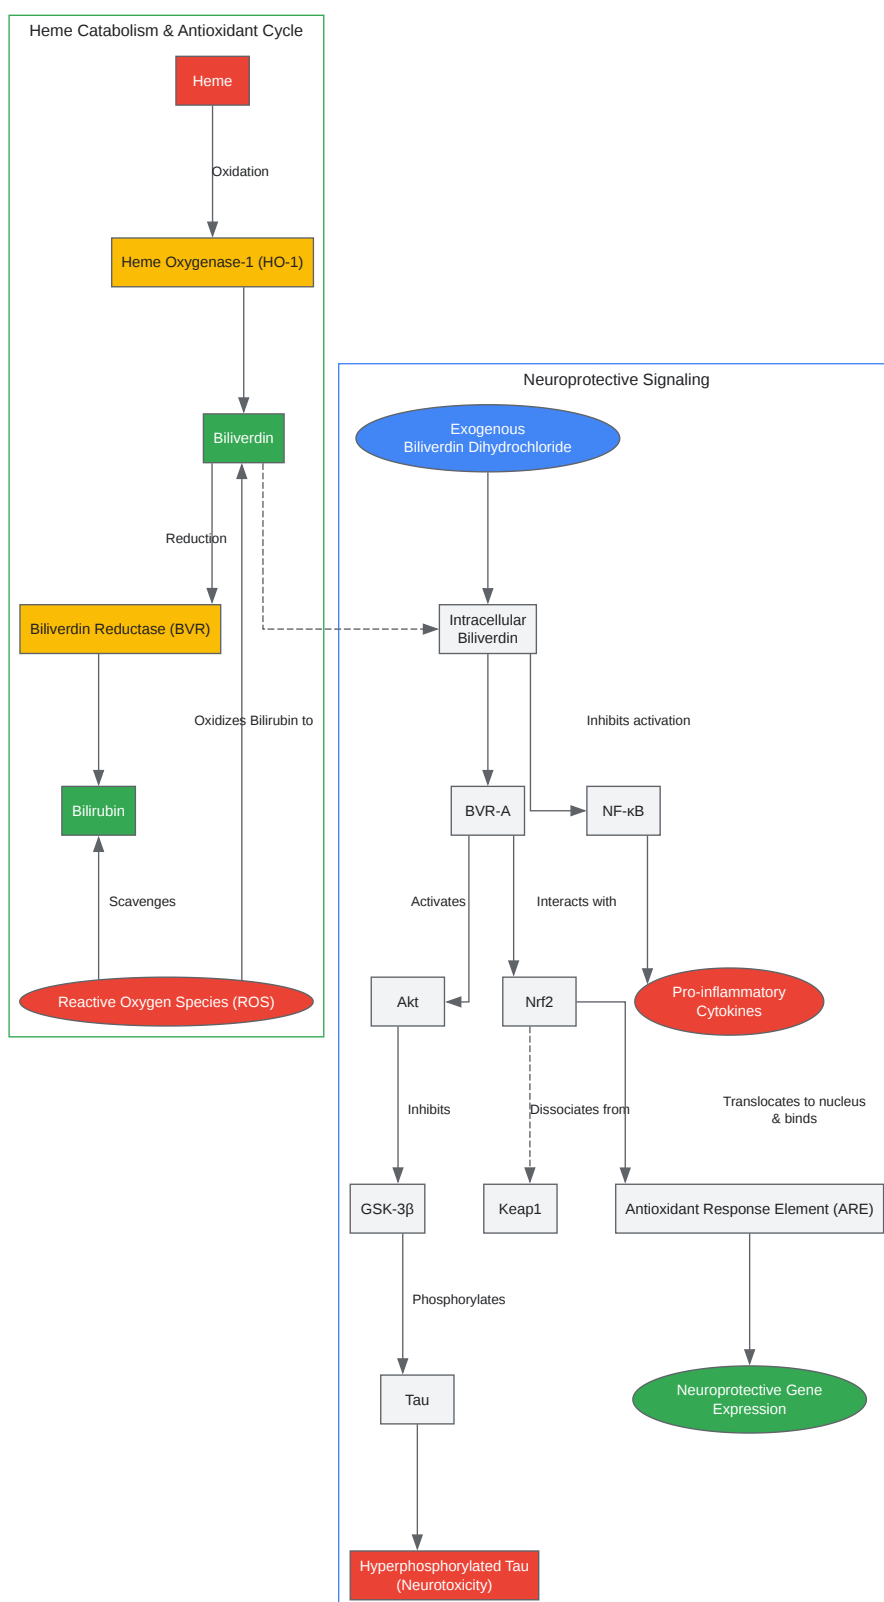 Heme Catabolism & Antioxidant Cycle
Heme
Oxidation
Heme Oxygenase-1 (HO-1)
Biliverdin
Reduction
Biliverdin Reductase (BVR)
Oxidizes Bilirubin to
Bilirubin
Scavenges
Reactive Oxygen Species (ROS)
Neuroprotective Signaling
Exogenous
Biliverdin Dihydrochloride
Intracellular
Biliverdin
Inhibits activation
BVR-A
NF-κB
Activates
Interacts with
Akt
Nrf2
Pro-inflammatory
Cytokines
Inhibits
Dissociates from
Translocates to nucleus
& binds
GSK-3β
Keap1
Antioxidant Response Element (ARE)
Phosphorylates
Tau
Neuroprotective Gene
Expression
Hyperphosphorylated Tau
(Neurotoxicity)